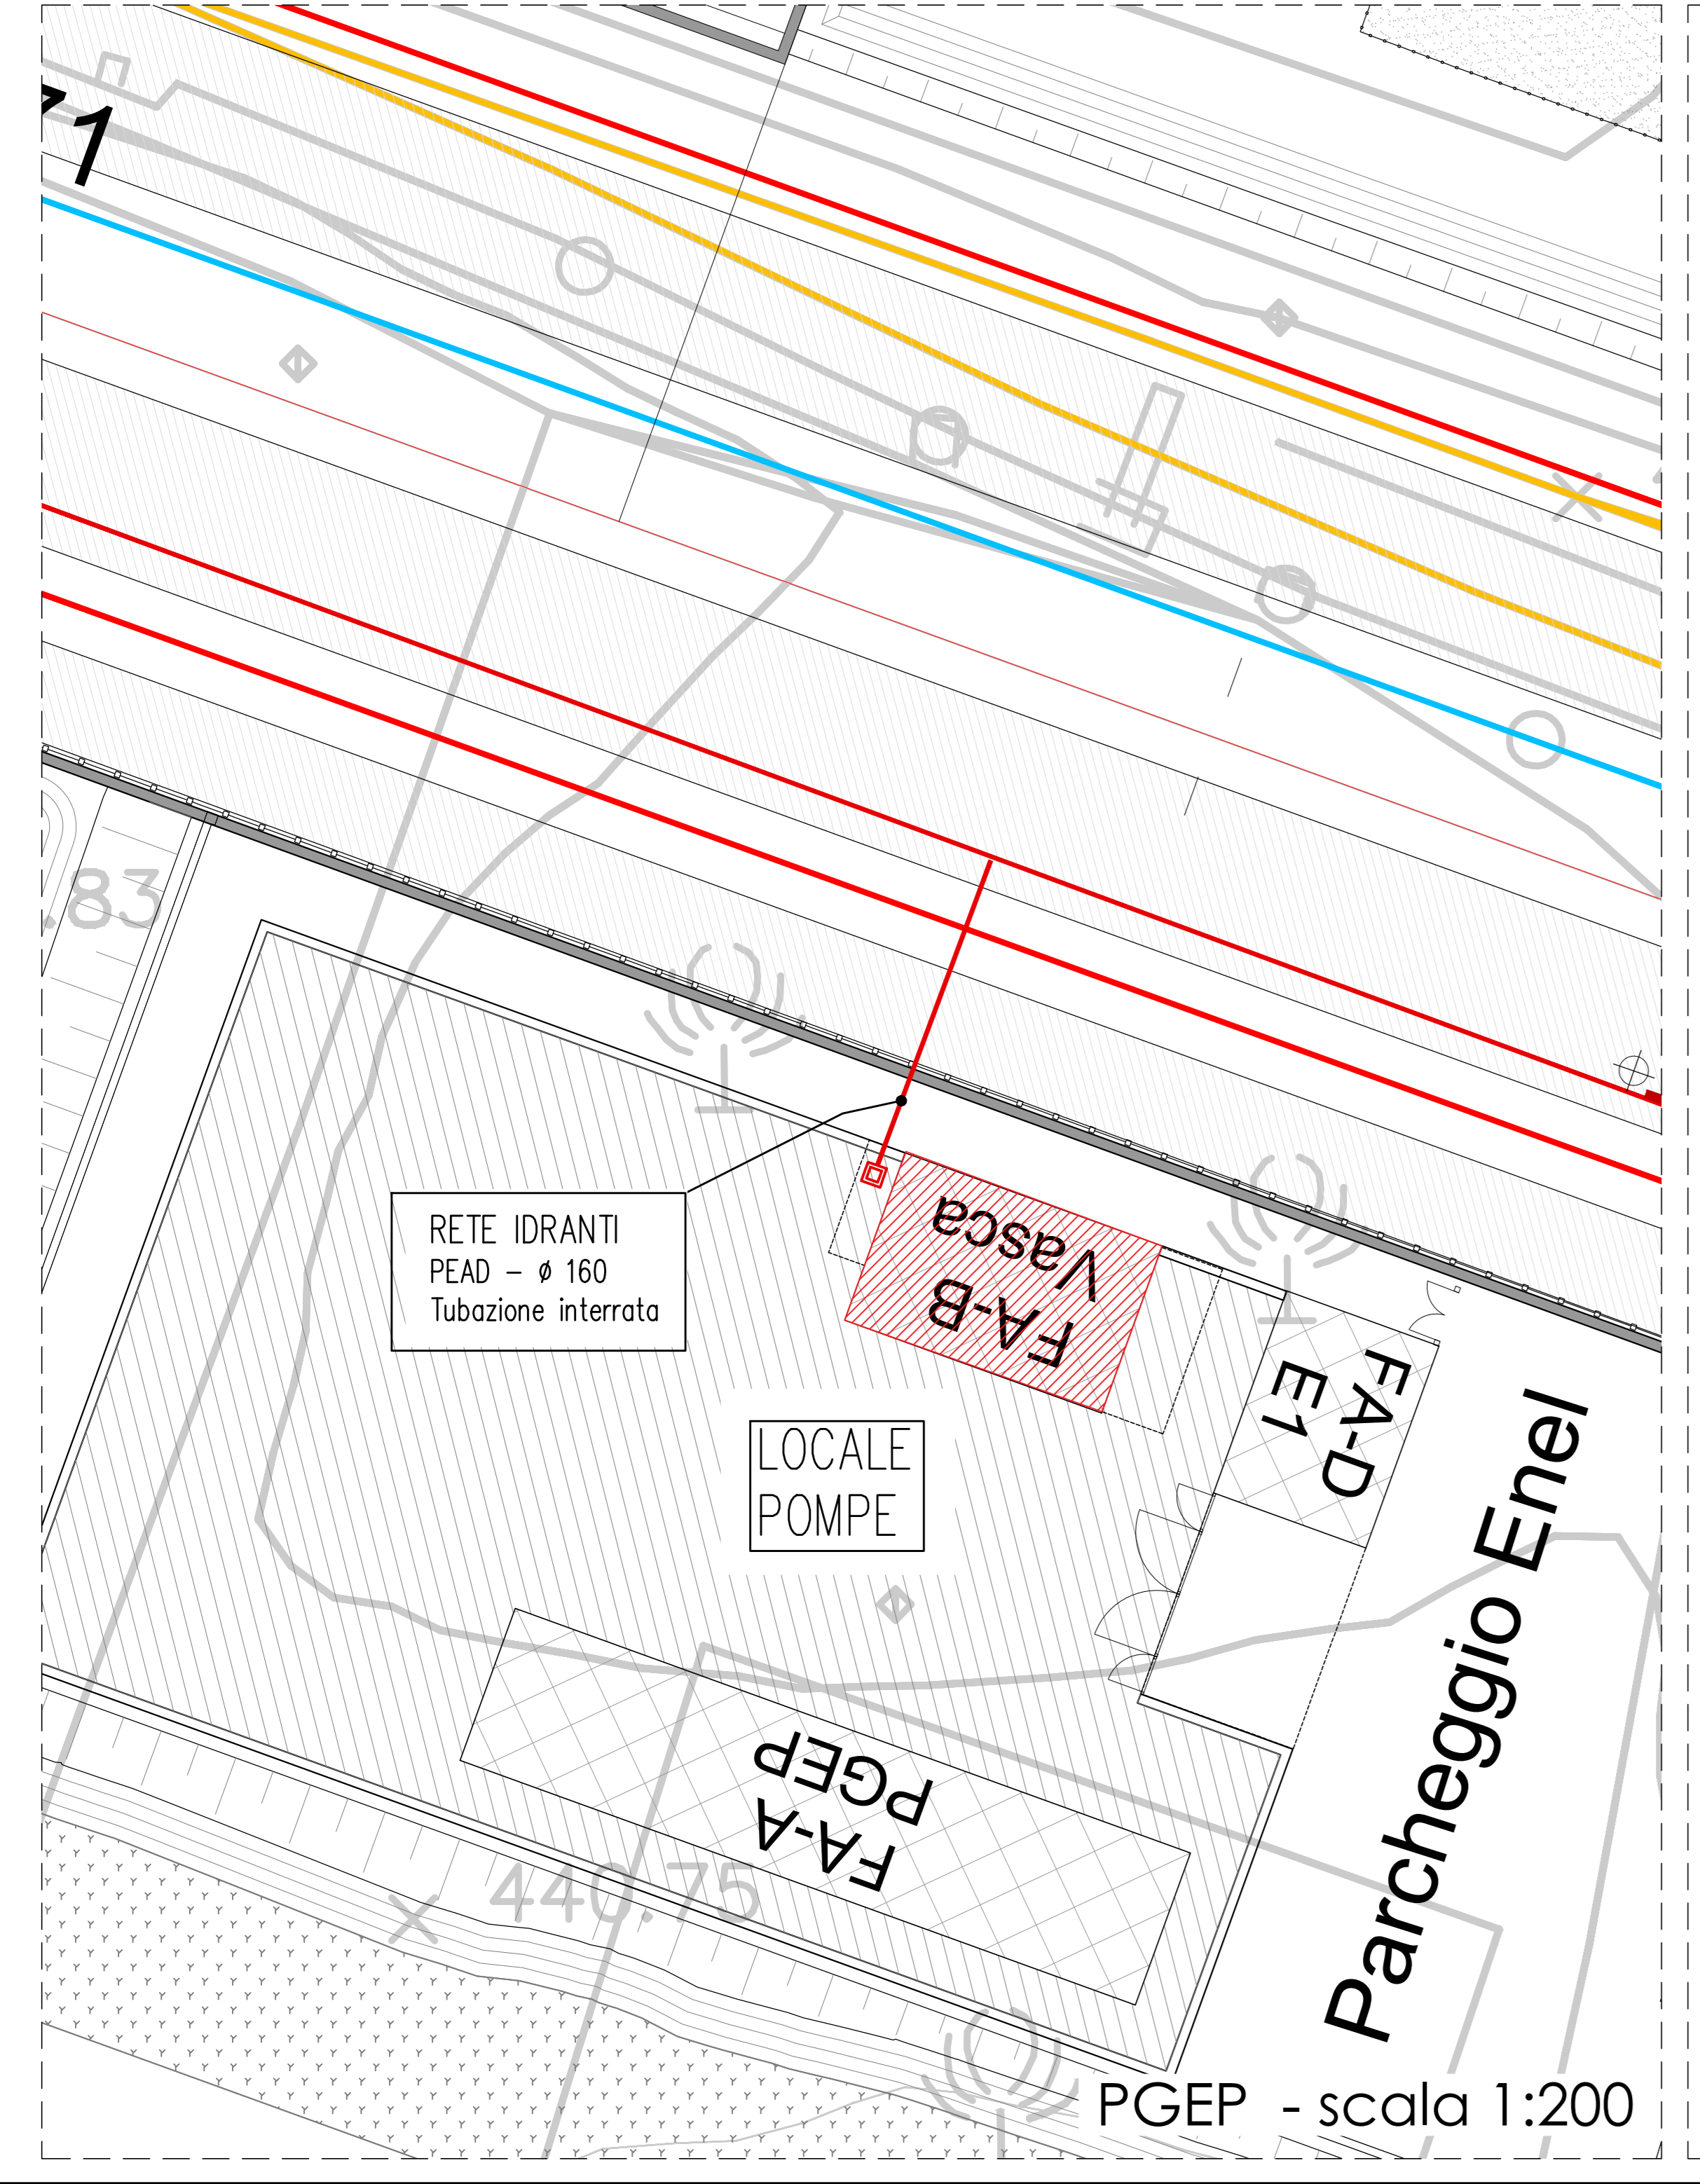 71
.83
RETE IDRANTI
PEAD - ø 160
Tubazione interrata
FA-B
Vasca
FA-D
E1
LOCALE
POMPE
Parcheggio Enel
FA-A
PGEP
440.75
PGEP - scala 1:200